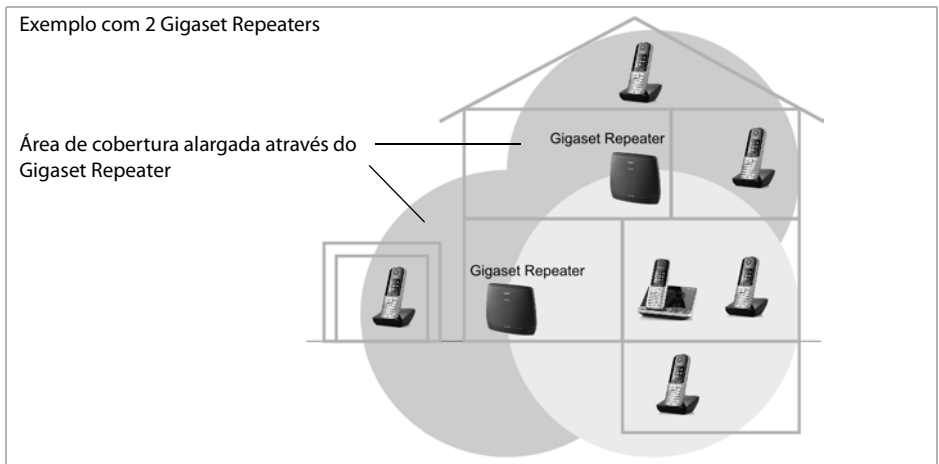 Exemplo com 2 Gigaset Repeaters
Área de cobertura alargada através do
Gigaset Repeater
Gigaset Repeater
Gigaset Repeater